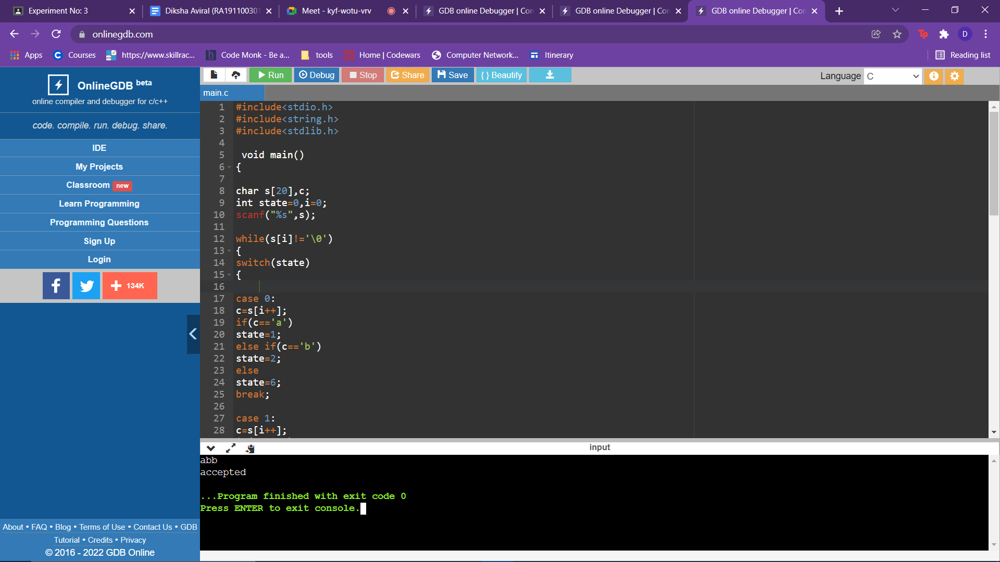 Experiment No: 3
Diksha Aviral (RA191100301
Meet - kyf-wotu-vrv
GDB online Debugger | Con
GDB online Debugger | Con
GDB online Debugger | Con
onlinegdb.com
Tp
D
Apps
Courses
https://www.skillrac...
Code Monk - Be a...
tools
Home | Codewars
Computer Network...
Itinerary
Reading list
OnlineGDB beta
online compiler and debugger for c/c++
code. compile. run. debug. share.
IDE
My Projects
Classroom new
Learn Programming
Programming Questions
Sign Up
Login
134K
About • FAQ • Blog • Terms of Use • Contact Us • GDB
Tutorial • Credits • Privacy
© 2016 - 2022 GDB Online
Run
Debug
Stop
Share
Save
{ } Beautify
Language C
main.c
1 #include<stdio.h>
2 #include<string.h>
3 #include<stdlib.h>
4
5 void main()
6 {
7
8 char s[20],c;
9 int state=0,i=0;
10 scanf("%s",s);
11
12 while(s[i]!='\0')
13 {
14 switch(state)
15 {
16
17 case 0:
18 c=s[i++];
19 if(c=='a')
20 state=1;
21 else if(c=='b')
22 state=2;
23 else
24 state=6;
25 break;
26
27 case 1:
28 c=s[i++];
input
abb
accepted
...Program finished with exit code 0
Press ENTER to exit console.